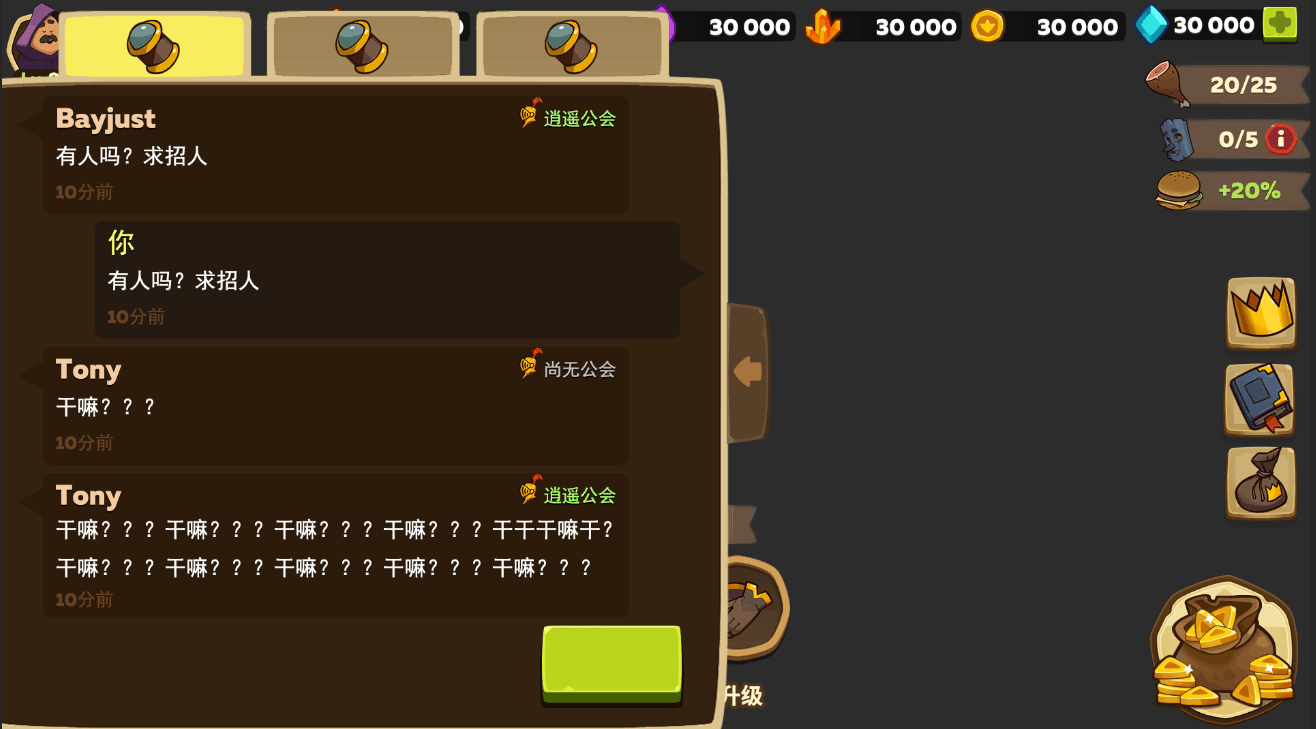 30 000
30 000
30 000
30 000
20/25
0/5
+20%
Bayjust
逍遥公会
有人吗？求招人
10分前
你
有人吗？求招人
10分前
Tony
尚无公会
干嘛？？？
10分前
Tony
逍遥公会
干嘛？？？干嘛？？？干嘛？？？干嘛？？？干干干嘛干？
干嘛？？？干嘛？？？干嘛？？？干嘛？？？干嘛？？？
10分前
升级